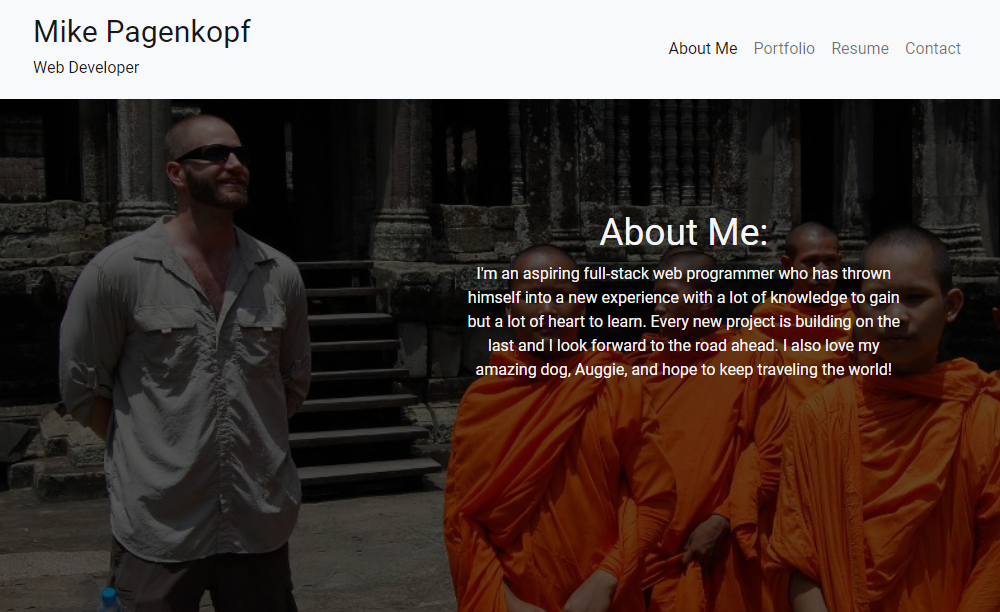 Mike Pagenkopf
Web Developer
About Me Portfolio Resume Contact
About Me:
I'm an aspiring full-stack web programmer who has thrown
himself into a new experience with a lot of knowledge to gain
but a lot of heart to learn. Every new project is building on the
last and I look forward to the road ahead. I also love my
amazing dog, Auggie, and hope to keep traveling the world!